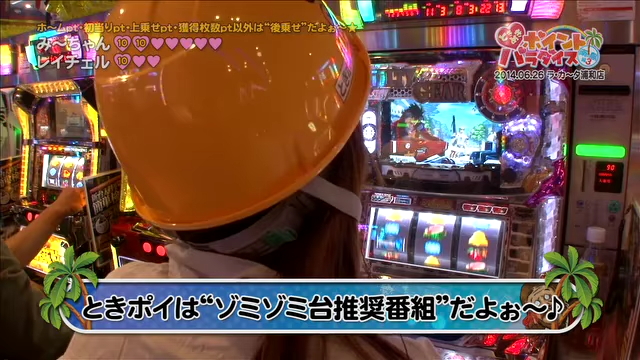 ホームpt・初当りpt・上乗せpt・獲得枚数pt以外は“後乗せ”だよぉ～★
み～ちゃん ⑩⑩♥♥♥♥♥♥
レイチェル ⑩♥♥
ポイント
パラダイス
2014.06.26 ラ・カータ浦和店
GEAR
90
ときポイは“ゾミゾミ台推奨番組”だよぉ～♪